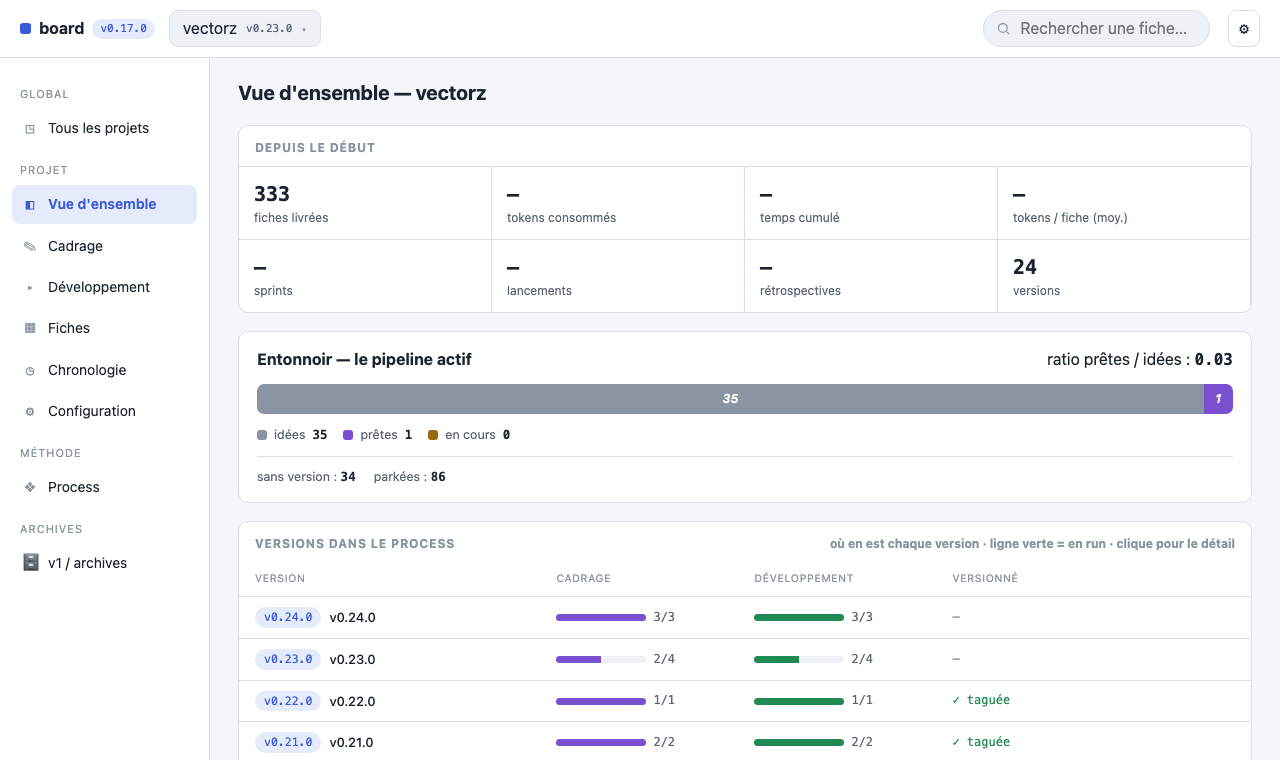 board v0.17.0 vectorz v0.23.0 Rechercher une fiche...
GLOBAL
Tous les projets
PROJET
Vue d'ensemble
Cadrage
Développement
Fiches
Chronologie
Configuration
MÉTHODE
Process
ARCHIVES
v1 / archives
Vue d'ensemble — vectorz
DEPUIS LE DÉBUT
333 — — —
fiches livrées tokens consommés temps cumulé tokens / fiche (moy.)
— — — 24
sprints lancements rétrospectives versions
Entonnoir — le pipeline actif ratio prêtes / idées : 0.03
35 1
idées 35 prêtes 1 en cours 0
sans version : 34 parkées : 86
VERSIONS DANS LE PROCESS où en est chaque version · ligne verte = en run · clique pour le détail
VERSION CADRAGE DÉVELOPPEMENT VERSIONNÉ
v0.24.0 v0.24.0 3/3 3/3 —
v0.23.0 v0.23.0 2/4 2/4 —
v0.22.0 v0.22.0 1/1 1/1 ✓ taguée
v0.21.0 v0.21.0 2/2 2/2 ✓ taguée